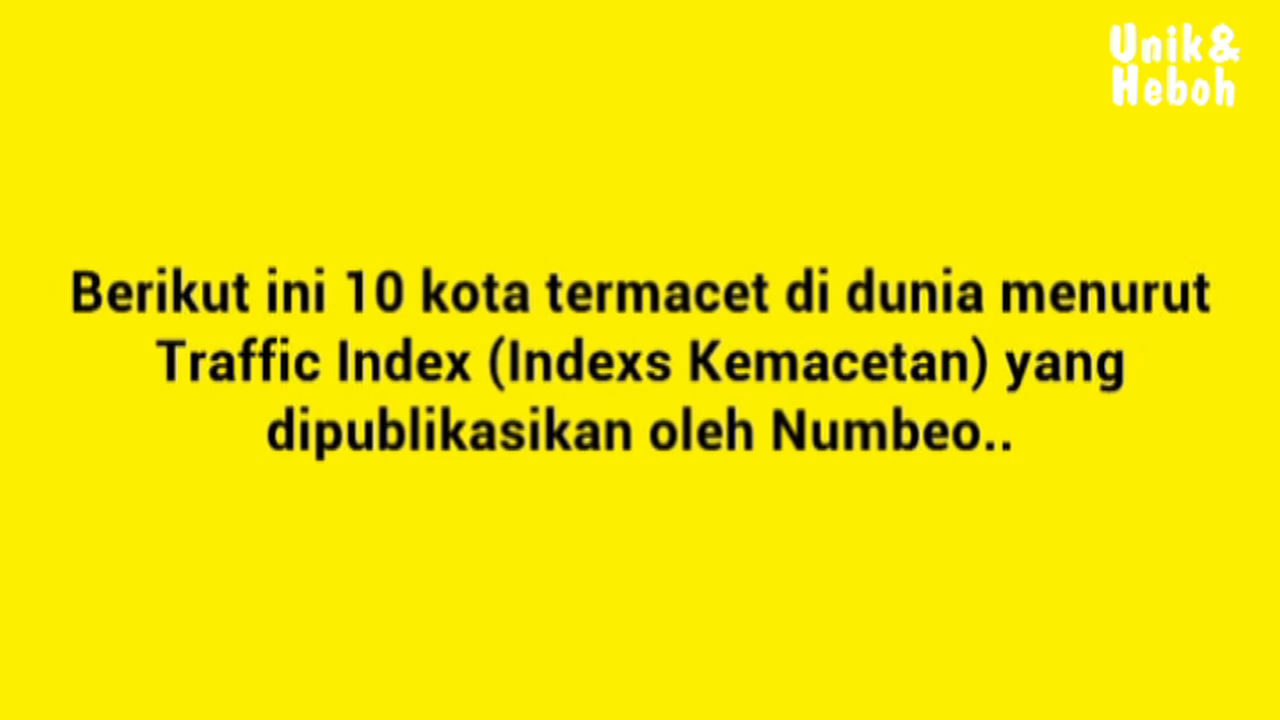 Unik&
Heboh
Berikut ini 10 kota termacet di dunia menurut
Traffic Index (Indexs Kemacetan) yang
dipublikasikan oleh Numbeo..